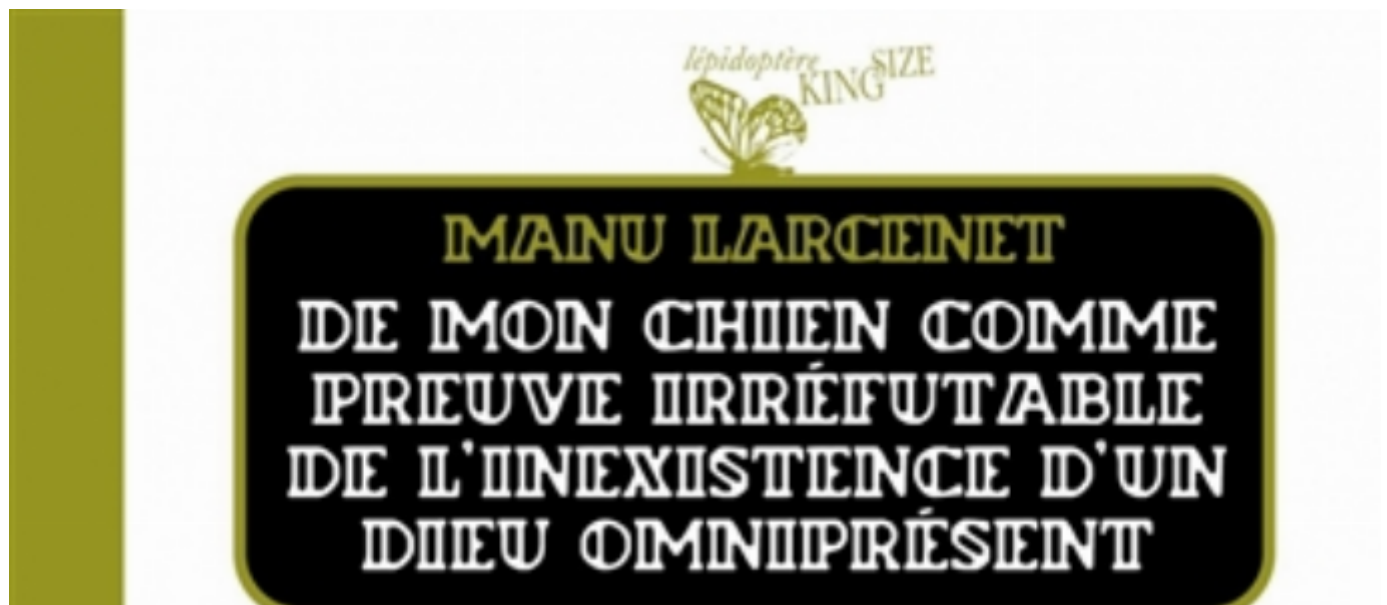 lépidoptère
KING SIZE
MANU LARCENET
DE MON CHIEN COMME
PREUVE IRRÉFUTABLE
DE L'INEXISTENCE D'UN
DIEU OMNIPRÉSENT